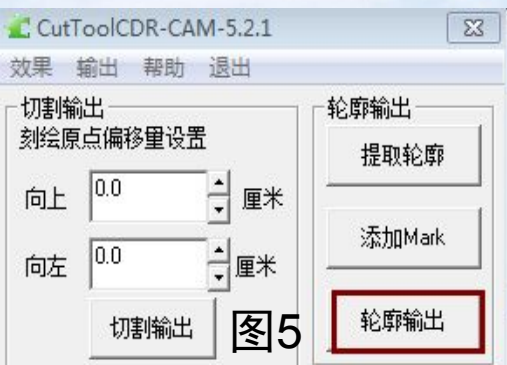 CutToolCDR-CAM-5.2.1
效果 输出 帮助 退出
切割输出
刻绘原点偏移量设置
向上 0.0 厘米
向左 0.0 厘米
切割输出
图5
轮廓输出
提取轮廓
添加Mark
轮廓输出